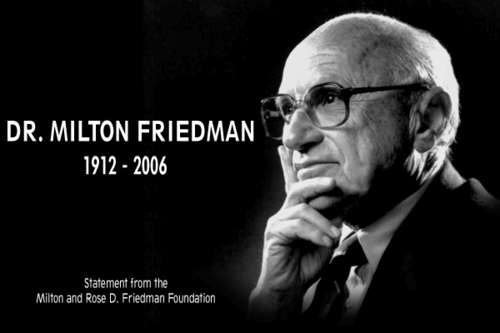 DR. MILTON FRIEDMAN
1912 - 2006
Statement from the
Milton and Rose D. Friedman Foundation